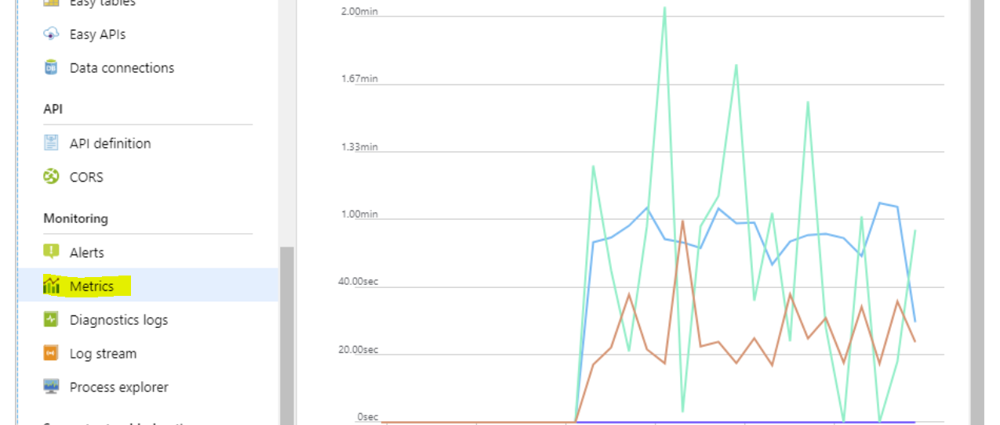 Easy tables
Easy APIs
Data connections
API
API definition
CORS
Monitoring
Alerts
Metrics
Diagnostics logs
Log stream
Process explorer
2.00min
1.67min
1.33min
1.00min
40.00sec
20.00sec
0sec